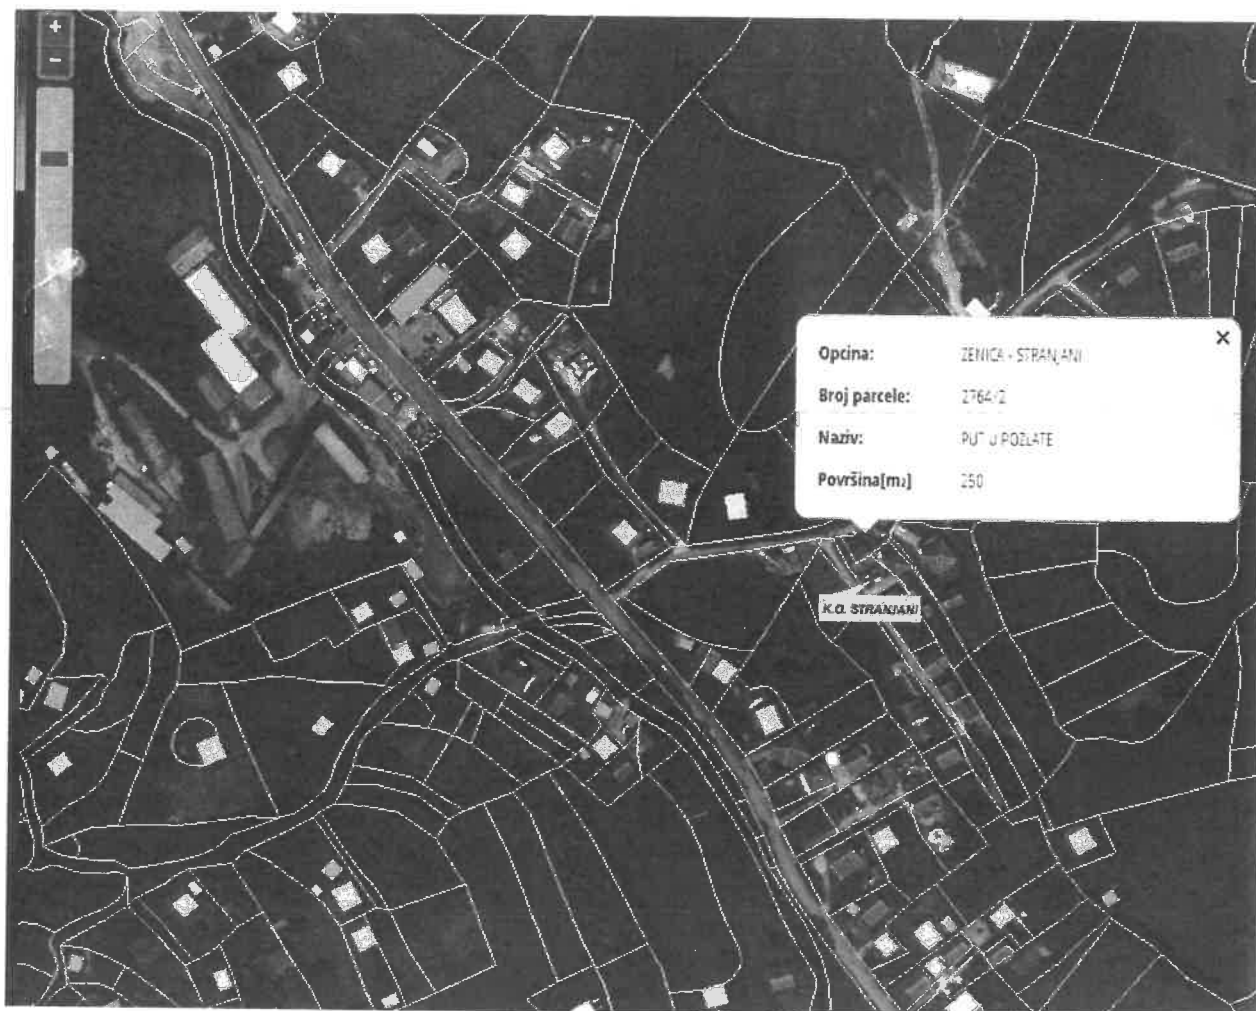 +
-
Opcina: ZENICA - STRANJANI
Broj parcele: 2764/2
Naziv: PUT U POZLATE
Površina[m₂] 250
K.O. STRANJANI